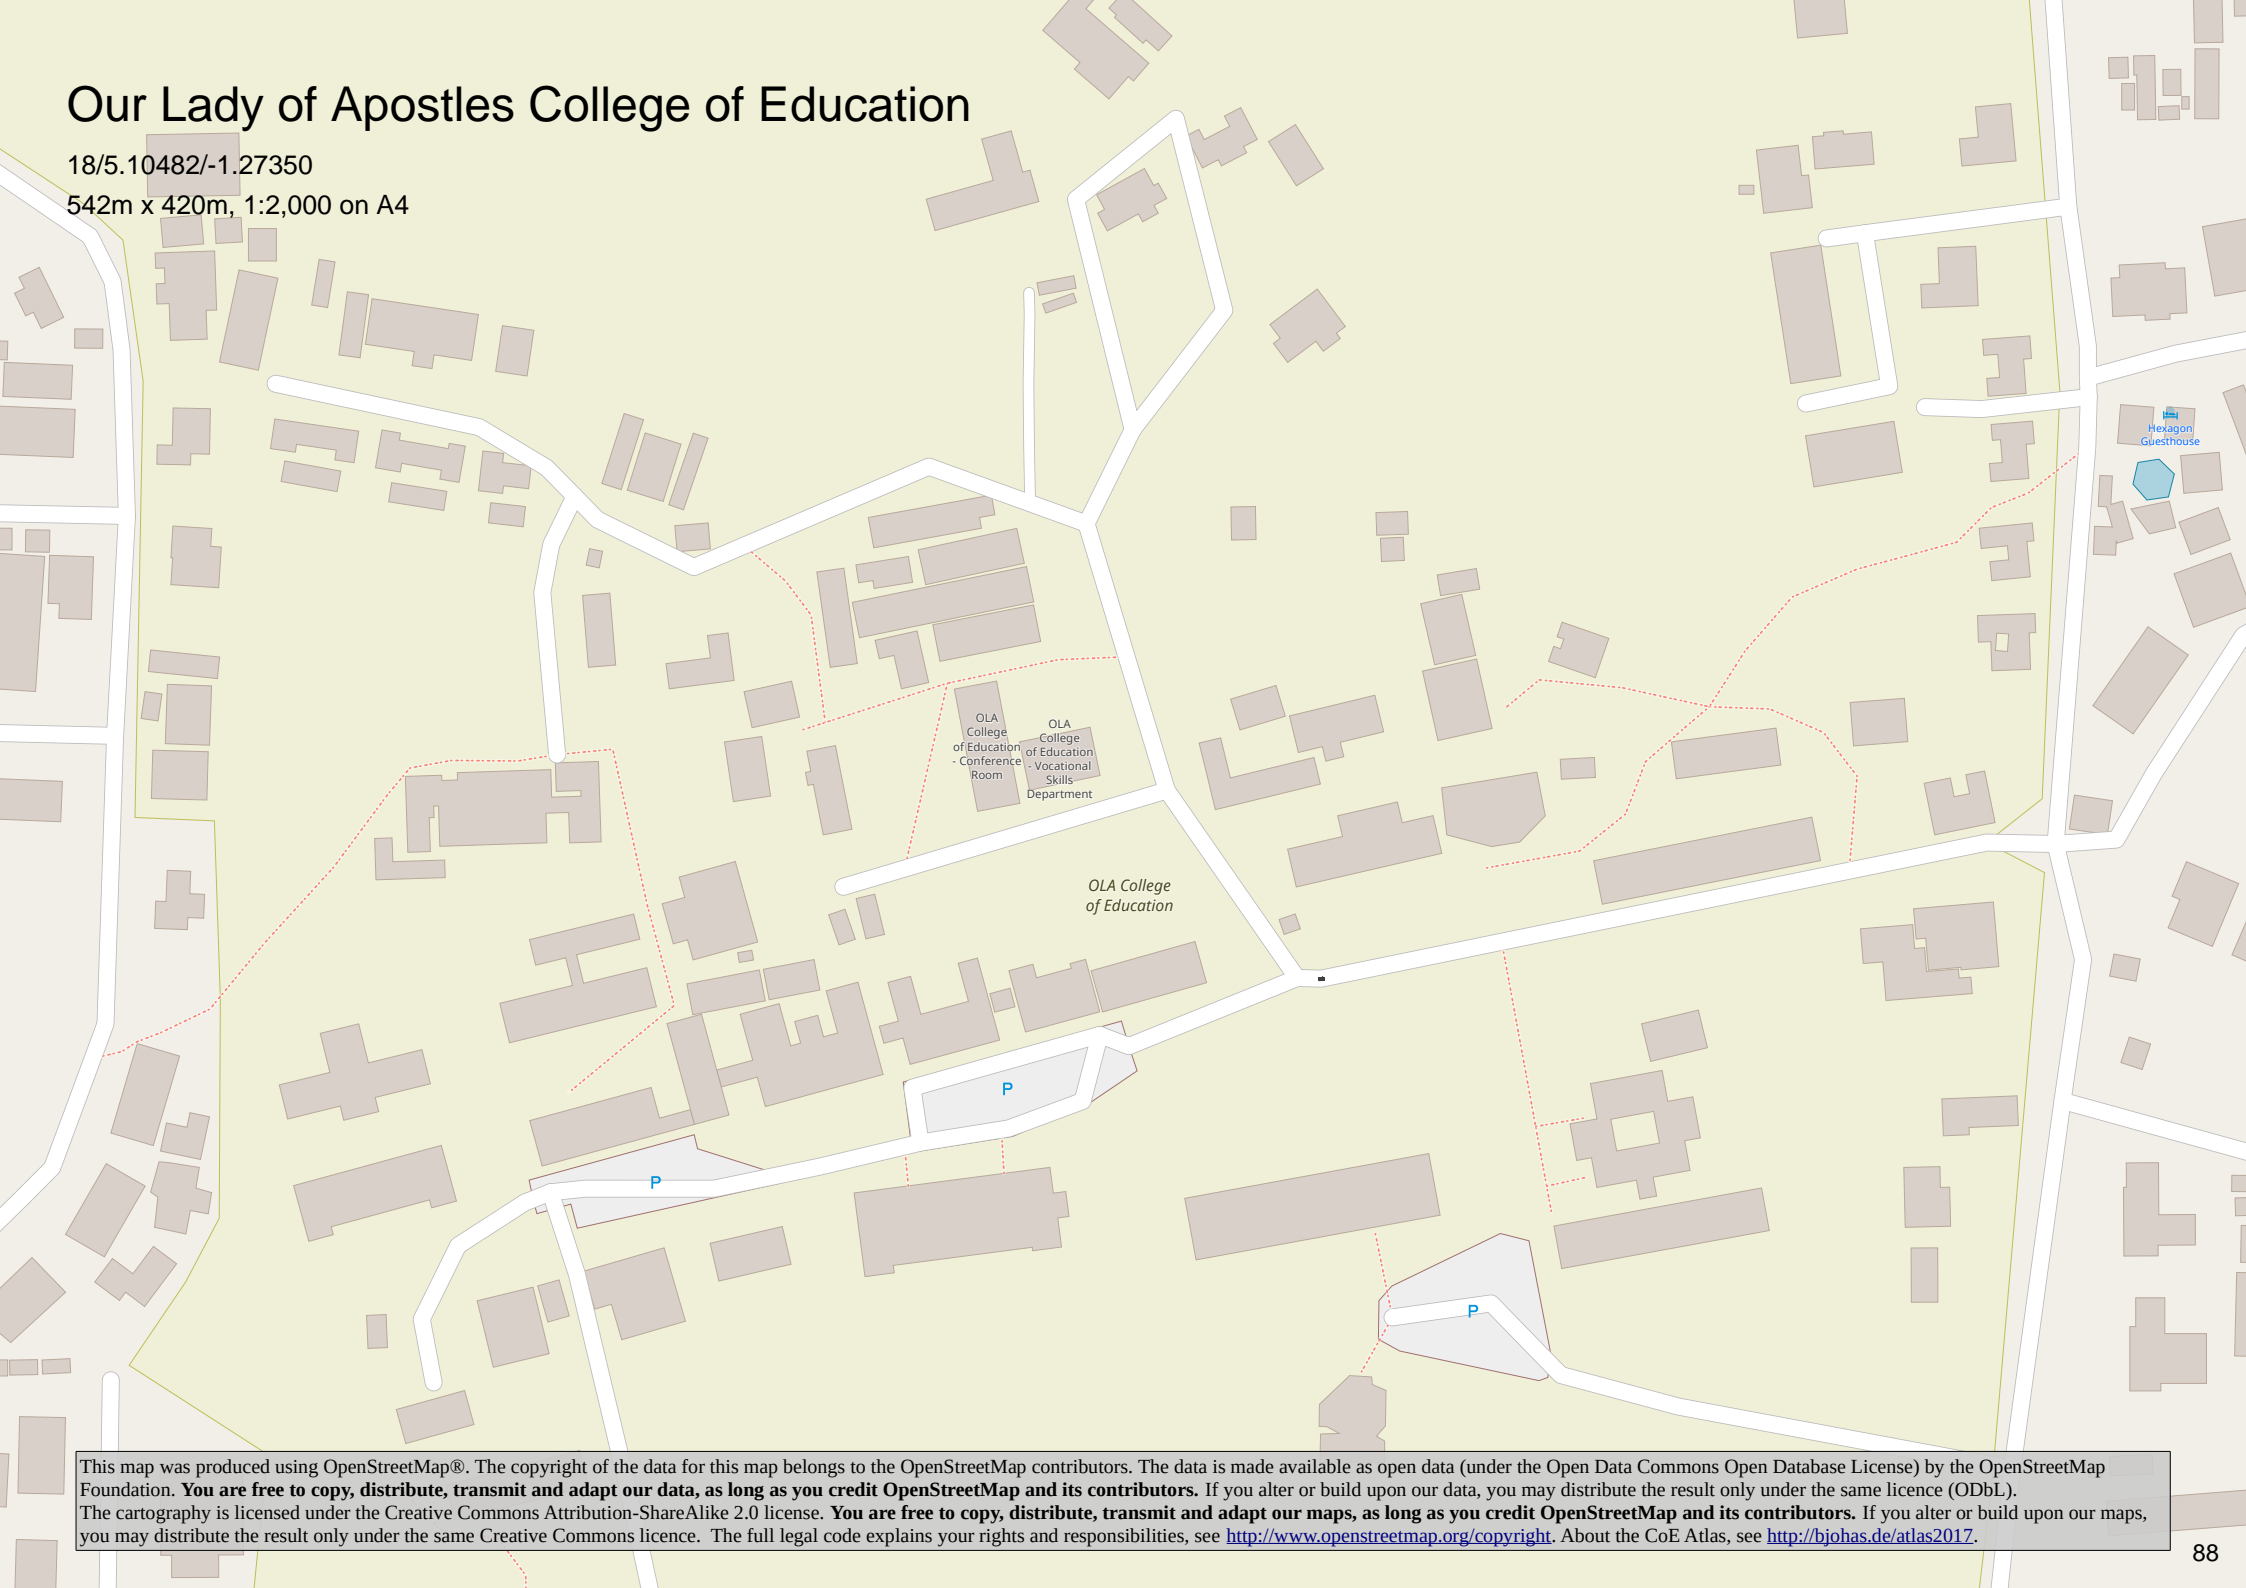 Our Lady of Apostles College of Education
18/5.10482/-1.27350
542m x 420m, 1:2,000 on A4
Hexagon
Guesthouse
OLA
College
of Education
- Conference
Room
OLA
College
of Education
- Vocational
Skills
Department
OLA College
of Education
P
P
P
This map was produced using OpenStreetMap®. The copyright of the data for this map belongs to the OpenStreetMap contributors. The data is made available as open data (under the Open Data Commons Open Database License) by the OpenStreetMap
Foundation. You are free to copy, distribute, transmit and adapt our data, as long as you credit OpenStreetMap and its contributors. If you alter or build upon our data, you may distribute the result only under the same licence (ODbL).
The cartography is licensed under the Creative Commons Attribution-ShareAlike 2.0 license. You are free to copy, distribute, transmit and adapt our maps, as long as you credit OpenStreetMap and its contributors. If you alter or build upon our maps,
you may distribute the result only under the same Creative Commons licence. The full legal code explains your rights and responsibilities, see http://www.openstreetmap.org/copyright. About the CoE Atlas, see http://bjohas.de/atlas2017.
88